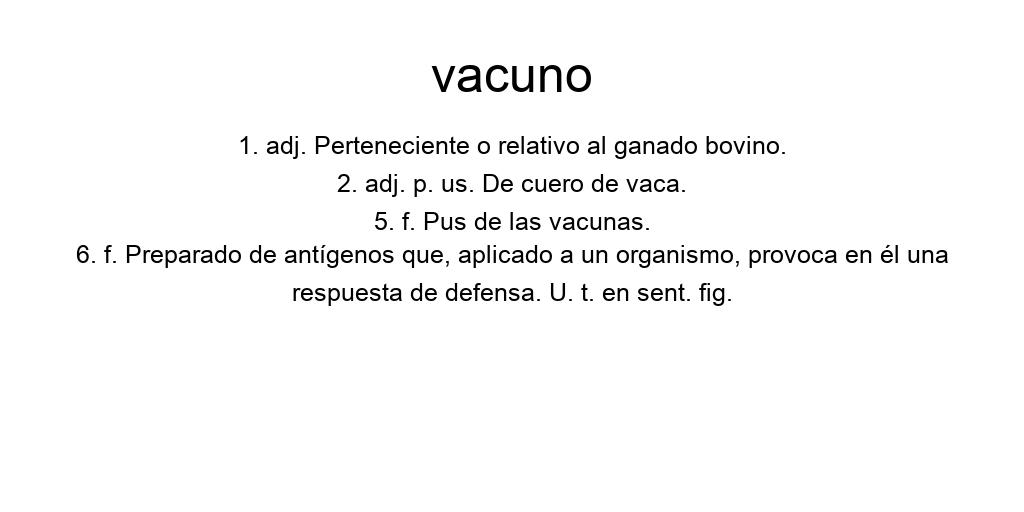 vacuno
1. adj. Perteneciente o relativo al ganado bovino.
2. adj. p. us. De cuero de vaca.
5. f. Pus de las vacunas.
6. f. Preparado de antígenos que, aplicado a un organismo, provoca en él una
respuesta de defensa. U. t. en sent. fig.